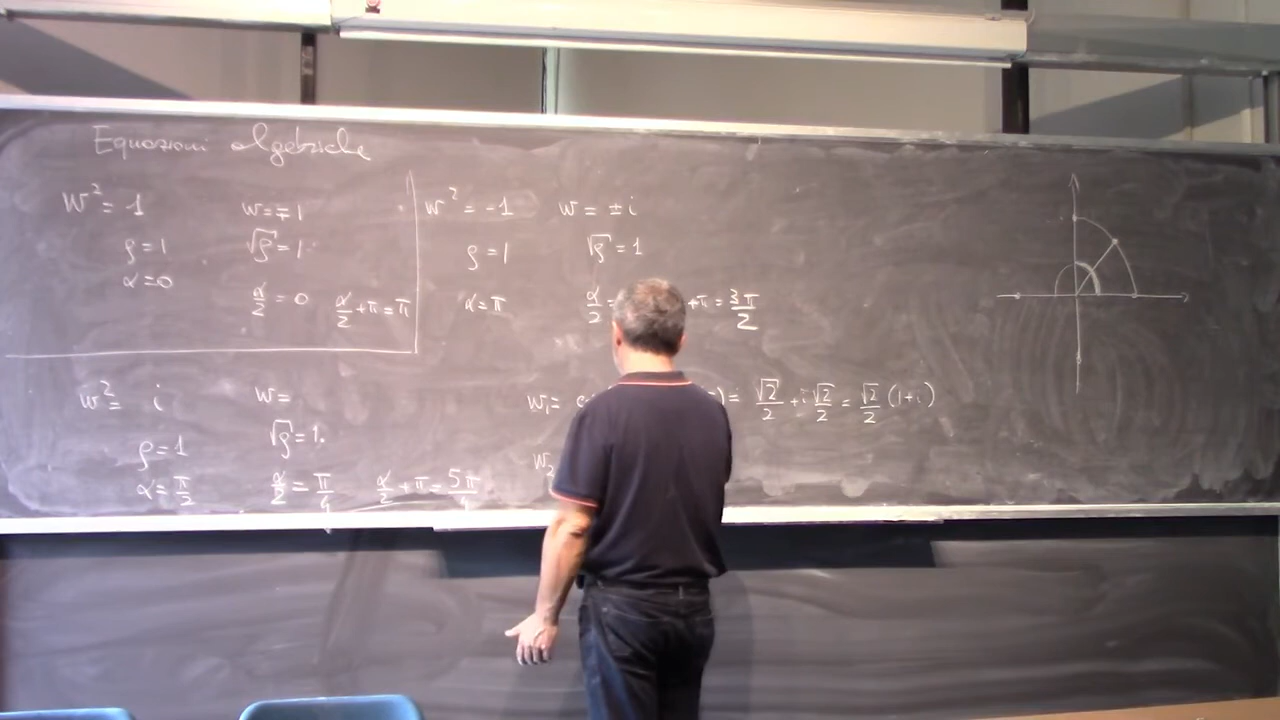 Equazioni algebriche
w² = 1 w = ∓1
ρ = 1 √ρ = 1
α = 0
α/2 = 0 α/2 + π = π
w² = -1 w = ± i
ρ = 1 √ρ = 1
α = π α/2 = + π = 3π/2
w² = i w =
ρ = 1 √ρ = 1.
α = π/2 α/2 = π/4 α/2 + π = 5π/4
w₁ = ) = √2/2 + i √2/2 = √2/2 (1+i)
w₂